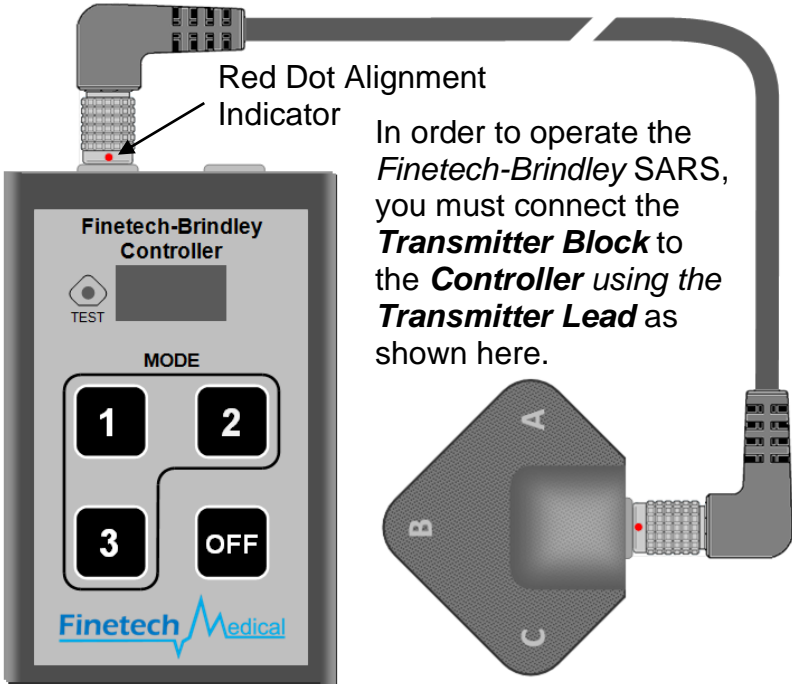 Red Dot Alignment
Indicator
In order to operate the
Finetech-Brindley SARS,
you must connect the
Transmitter Block to
the Controller using the
Transmitter Lead as
shown here.
Finetech-Brindley
Controller
TEST
MODE
1 2
3 OFF
Finetech Medical
A
B
C